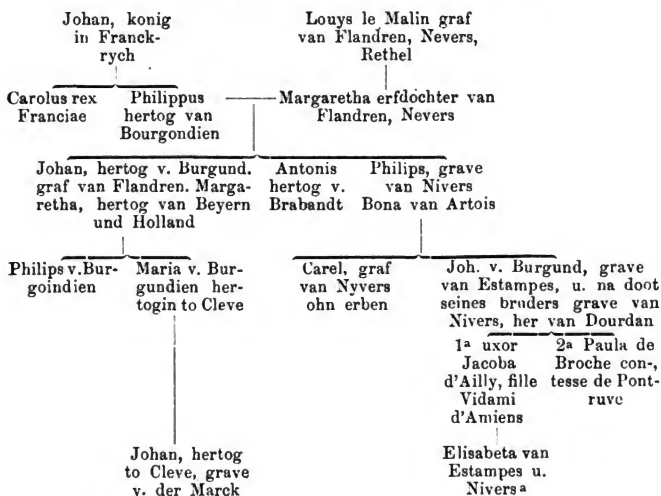 Johan, konig
in Franck-
rych
Louys le Malin graf
van Flandren, Nevers,
Rethel
Carolus rex
Franciae
Philippus
hertog van
Bourgondien
Margaretha erfdochter van
Flandren, Nevers
Johan, hertog v. Burgund.
graf van Flandren. Marga-
retha, hertog van Beyern
und Holland
Antonis
hertog v.
Brabandt
Philips, grave
van Nivers
Bona van Artois
Philips v. Bur-
goindien
Maria v. Bur-
gundien her-
togin to Cleve
Carel, graf
van Nyvers
ohn erben
Joh. v. Burgund, grave
van Estampes, u. na doot
seines bruders grave van
Nivers, her van Dourdan
1a uxor
Jacoba
d'Ailly, fille
Vidami
d'Amiens
2a Paula de
Broche con-,
tesse de Pont-
ruve
Johan, hertog
to Cleve, grave
v. der Marck
Elisabeta van
Estampes u.
Nivers a